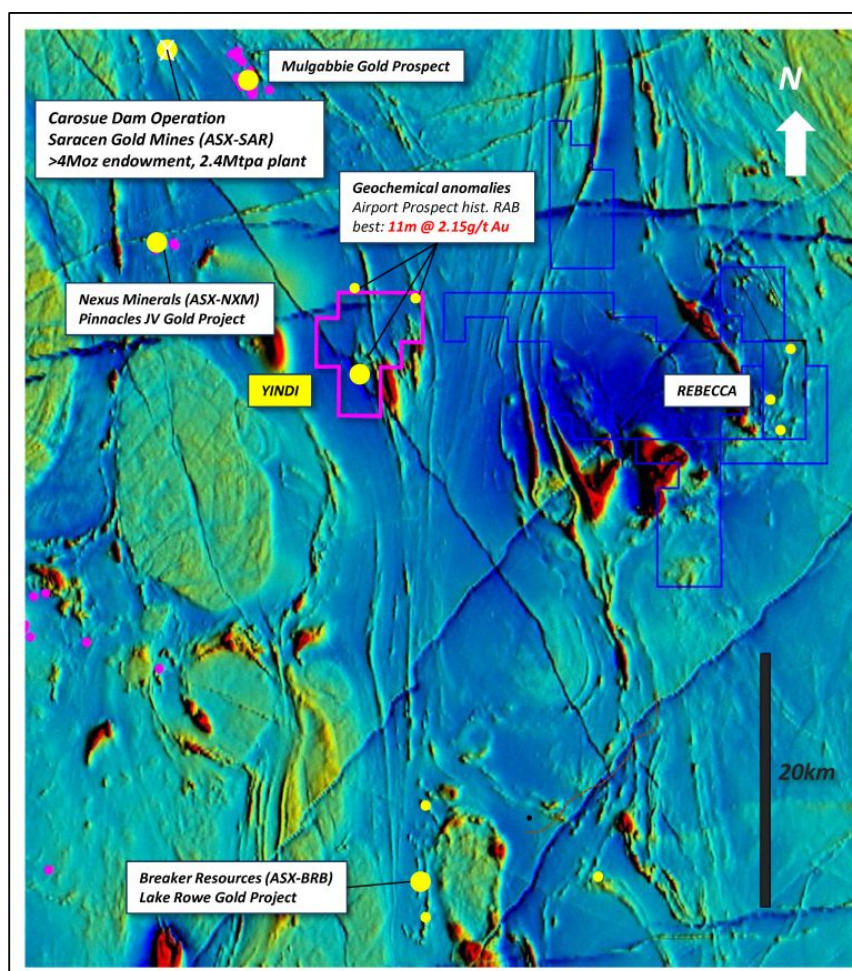 Mulgabbie Gold Prospect
N
Carosue Dam Operation
Saracen Gold Mines (ASX-SAR)
>4Moz endowment, 2.4Mtpa plant
Geochemical anomalies
Airport Prospect hist. RAB
best: 11m @ 2.15g/t Au
Nexus Minerals (ASX-NXM)
Pinnacles JV Gold Project
YINDI
REBECCA
20km
Breaker Resources (ASX-BRB)
Lake Rowe Gold Project